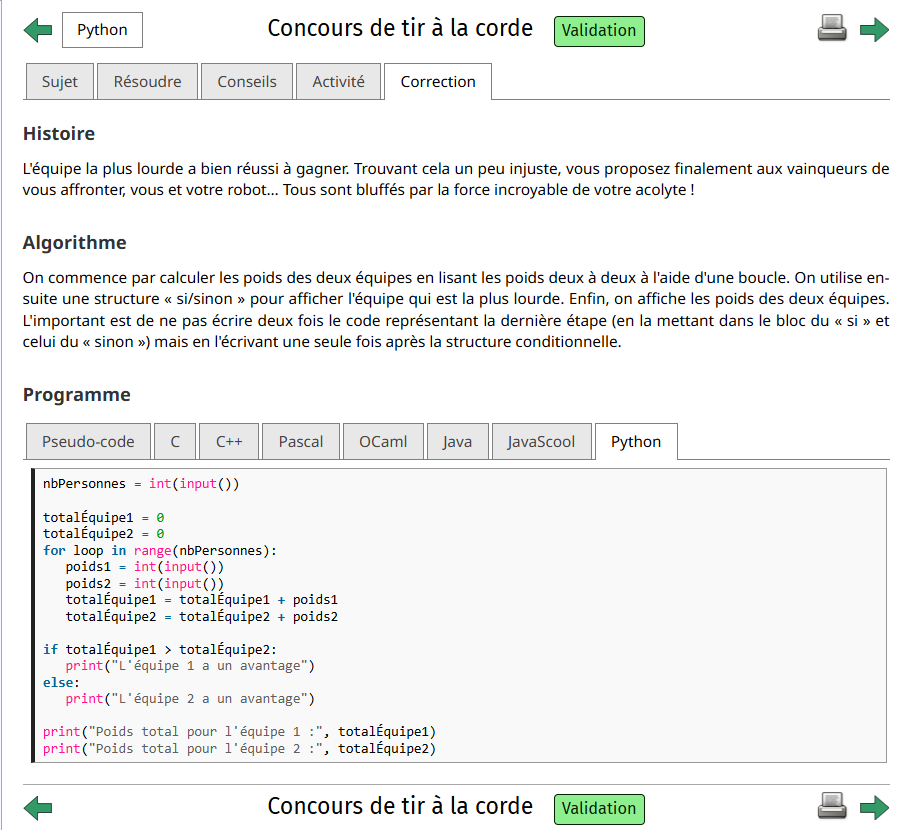 Python
Concours de tir à la corde
Validation
Sujet
Résoudre
Conseils
Activité
Correction
Histoire
L'équipe la plus lourde a bien réussi à gagner. Trouvant cela un peu injuste, vous proposez finalement aux vainqueurs de
vous affronter, vous et votre robot... Tous sont bluffés par la force incroyable de votre acolyte !
Algorithme
On commence par calculer les poids des deux équipes en lisant les poids deux à deux à l'aide d'une boucle. On utilise en-
suite une structure « si/sinon » pour afficher l'équipe qui est la plus lourde. Enfin, on affiche les poids des deux équipes.
L'important est de ne pas écrire deux fois le code représentant la dernière étape (en la mettant dans le bloc du « si » et
celui du « sinon ») mais en l'écrivant une seule fois après la structure conditionnelle.
Programme
Pseudo-code
C
C++
Pascal
OCaml
Java
JavaScool
Python
nbPersonnes = int(input())
totalÉquipe1 = 0
totalÉquipe2 = 0
for loop in range(nbPersonnes):
   poids1 = int(input())
   poids2 = int(input())
   totalÉquipe1 = totalÉquipe1 + poids1
   totalÉquipe2 = totalÉquipe2 + poids2
if totalÉquipe1 > totalÉquipe2:
   print("L'équipe 1 a un avantage")
else:
   print("L'équipe 2 a un avantage")
print("Poids total pour l'équipe 1 :", totalÉquipe1)
print("Poids total pour l'équipe 2 :", totalÉquipe2)
Concours de tir à la corde
Validation